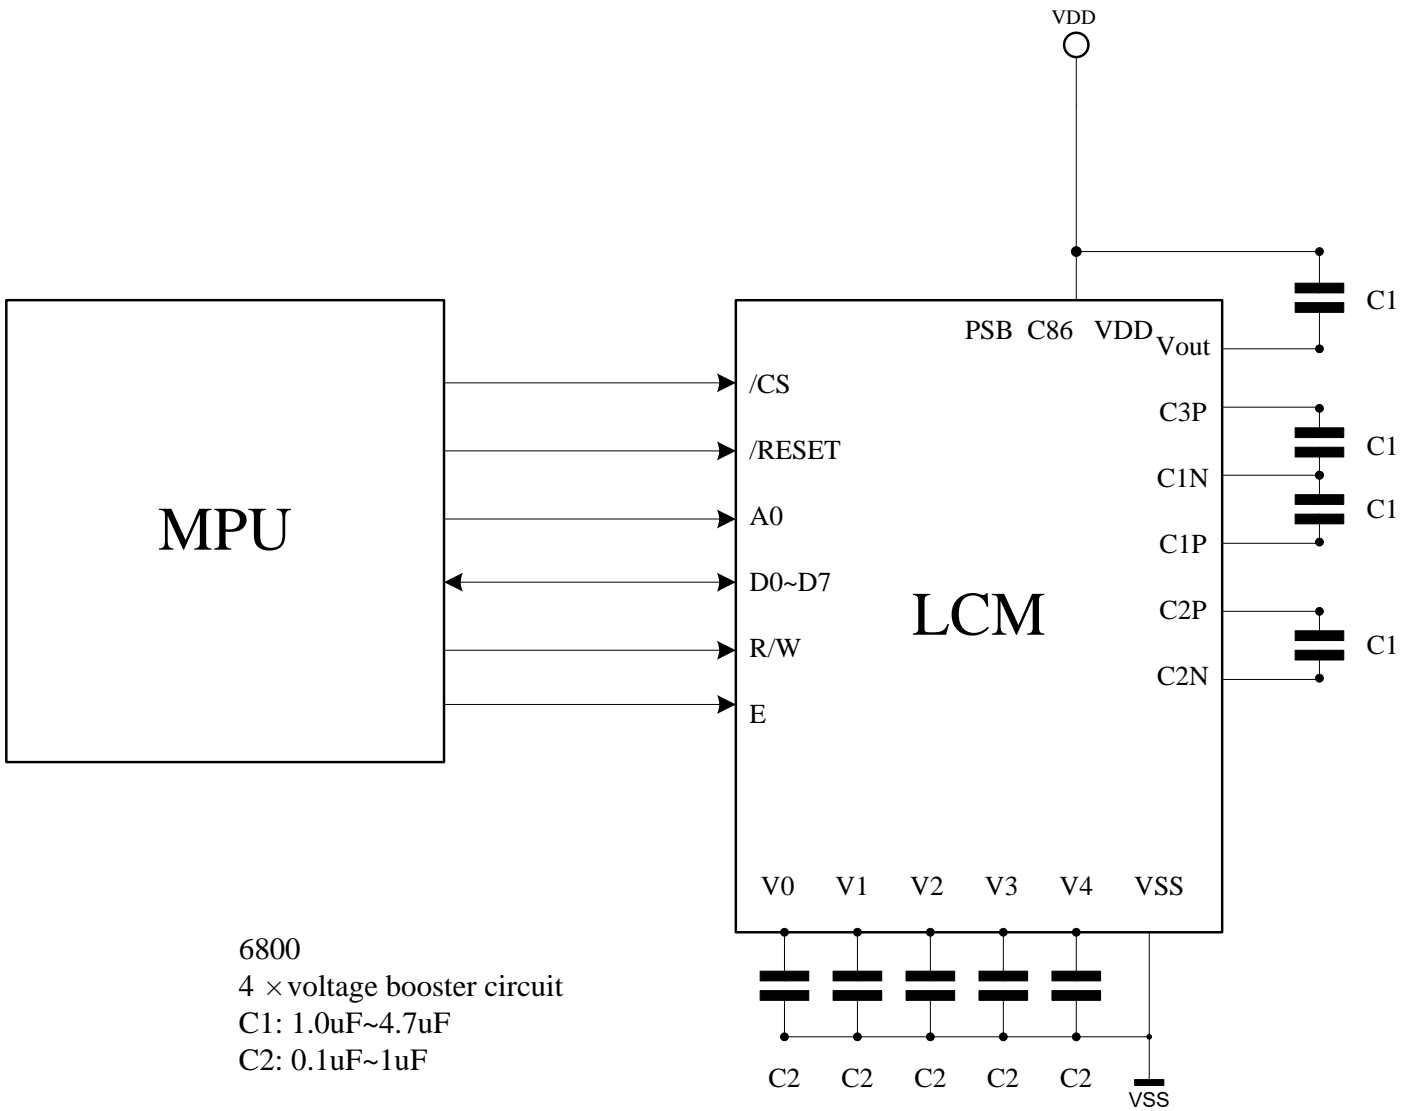 VDD
C1
PSB C86 VDD
Vout
/CS
C3P
C1
/RESET
C1N
MPU
A0
C1
C1P
D0~D7
LCM
C2P
R/W
C1
C2N
E
V0 V1 V2 V3 V4 VSS
6800
4 ×voltage booster circuit
C1: 1.0uF~4.7uF
C2: 0.1uF~1uF
C2 C2 C2 C2 C2
VSS